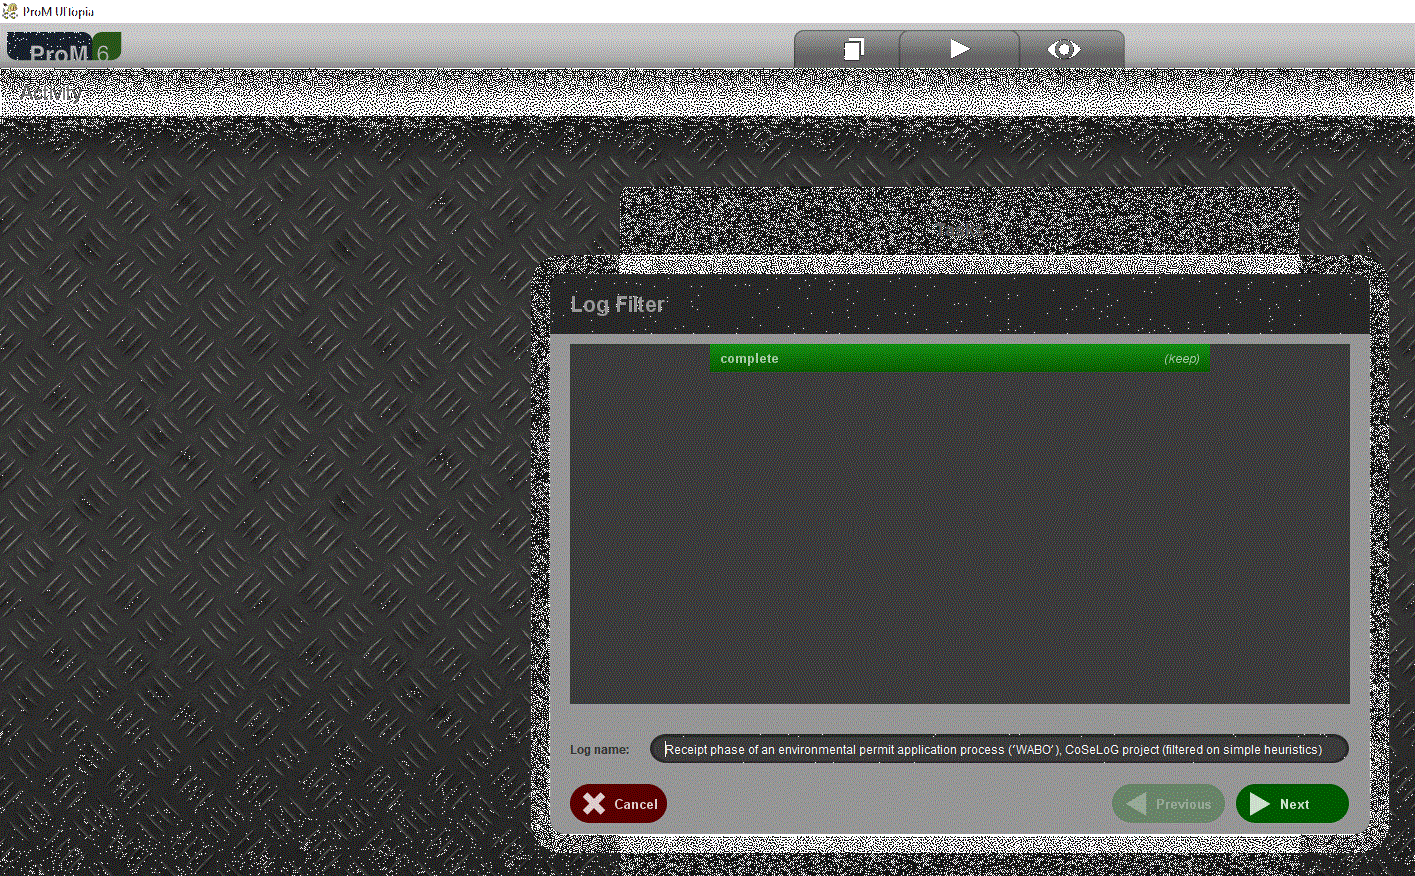 ProM UITopia
ProM 6
Activity
Log Filter
complete (keep)
Log name: Receipt phase of an environmental permit application process ('WABO'), CoSeLoG project (filtered on simple heuristics)
Cancel Previous Next